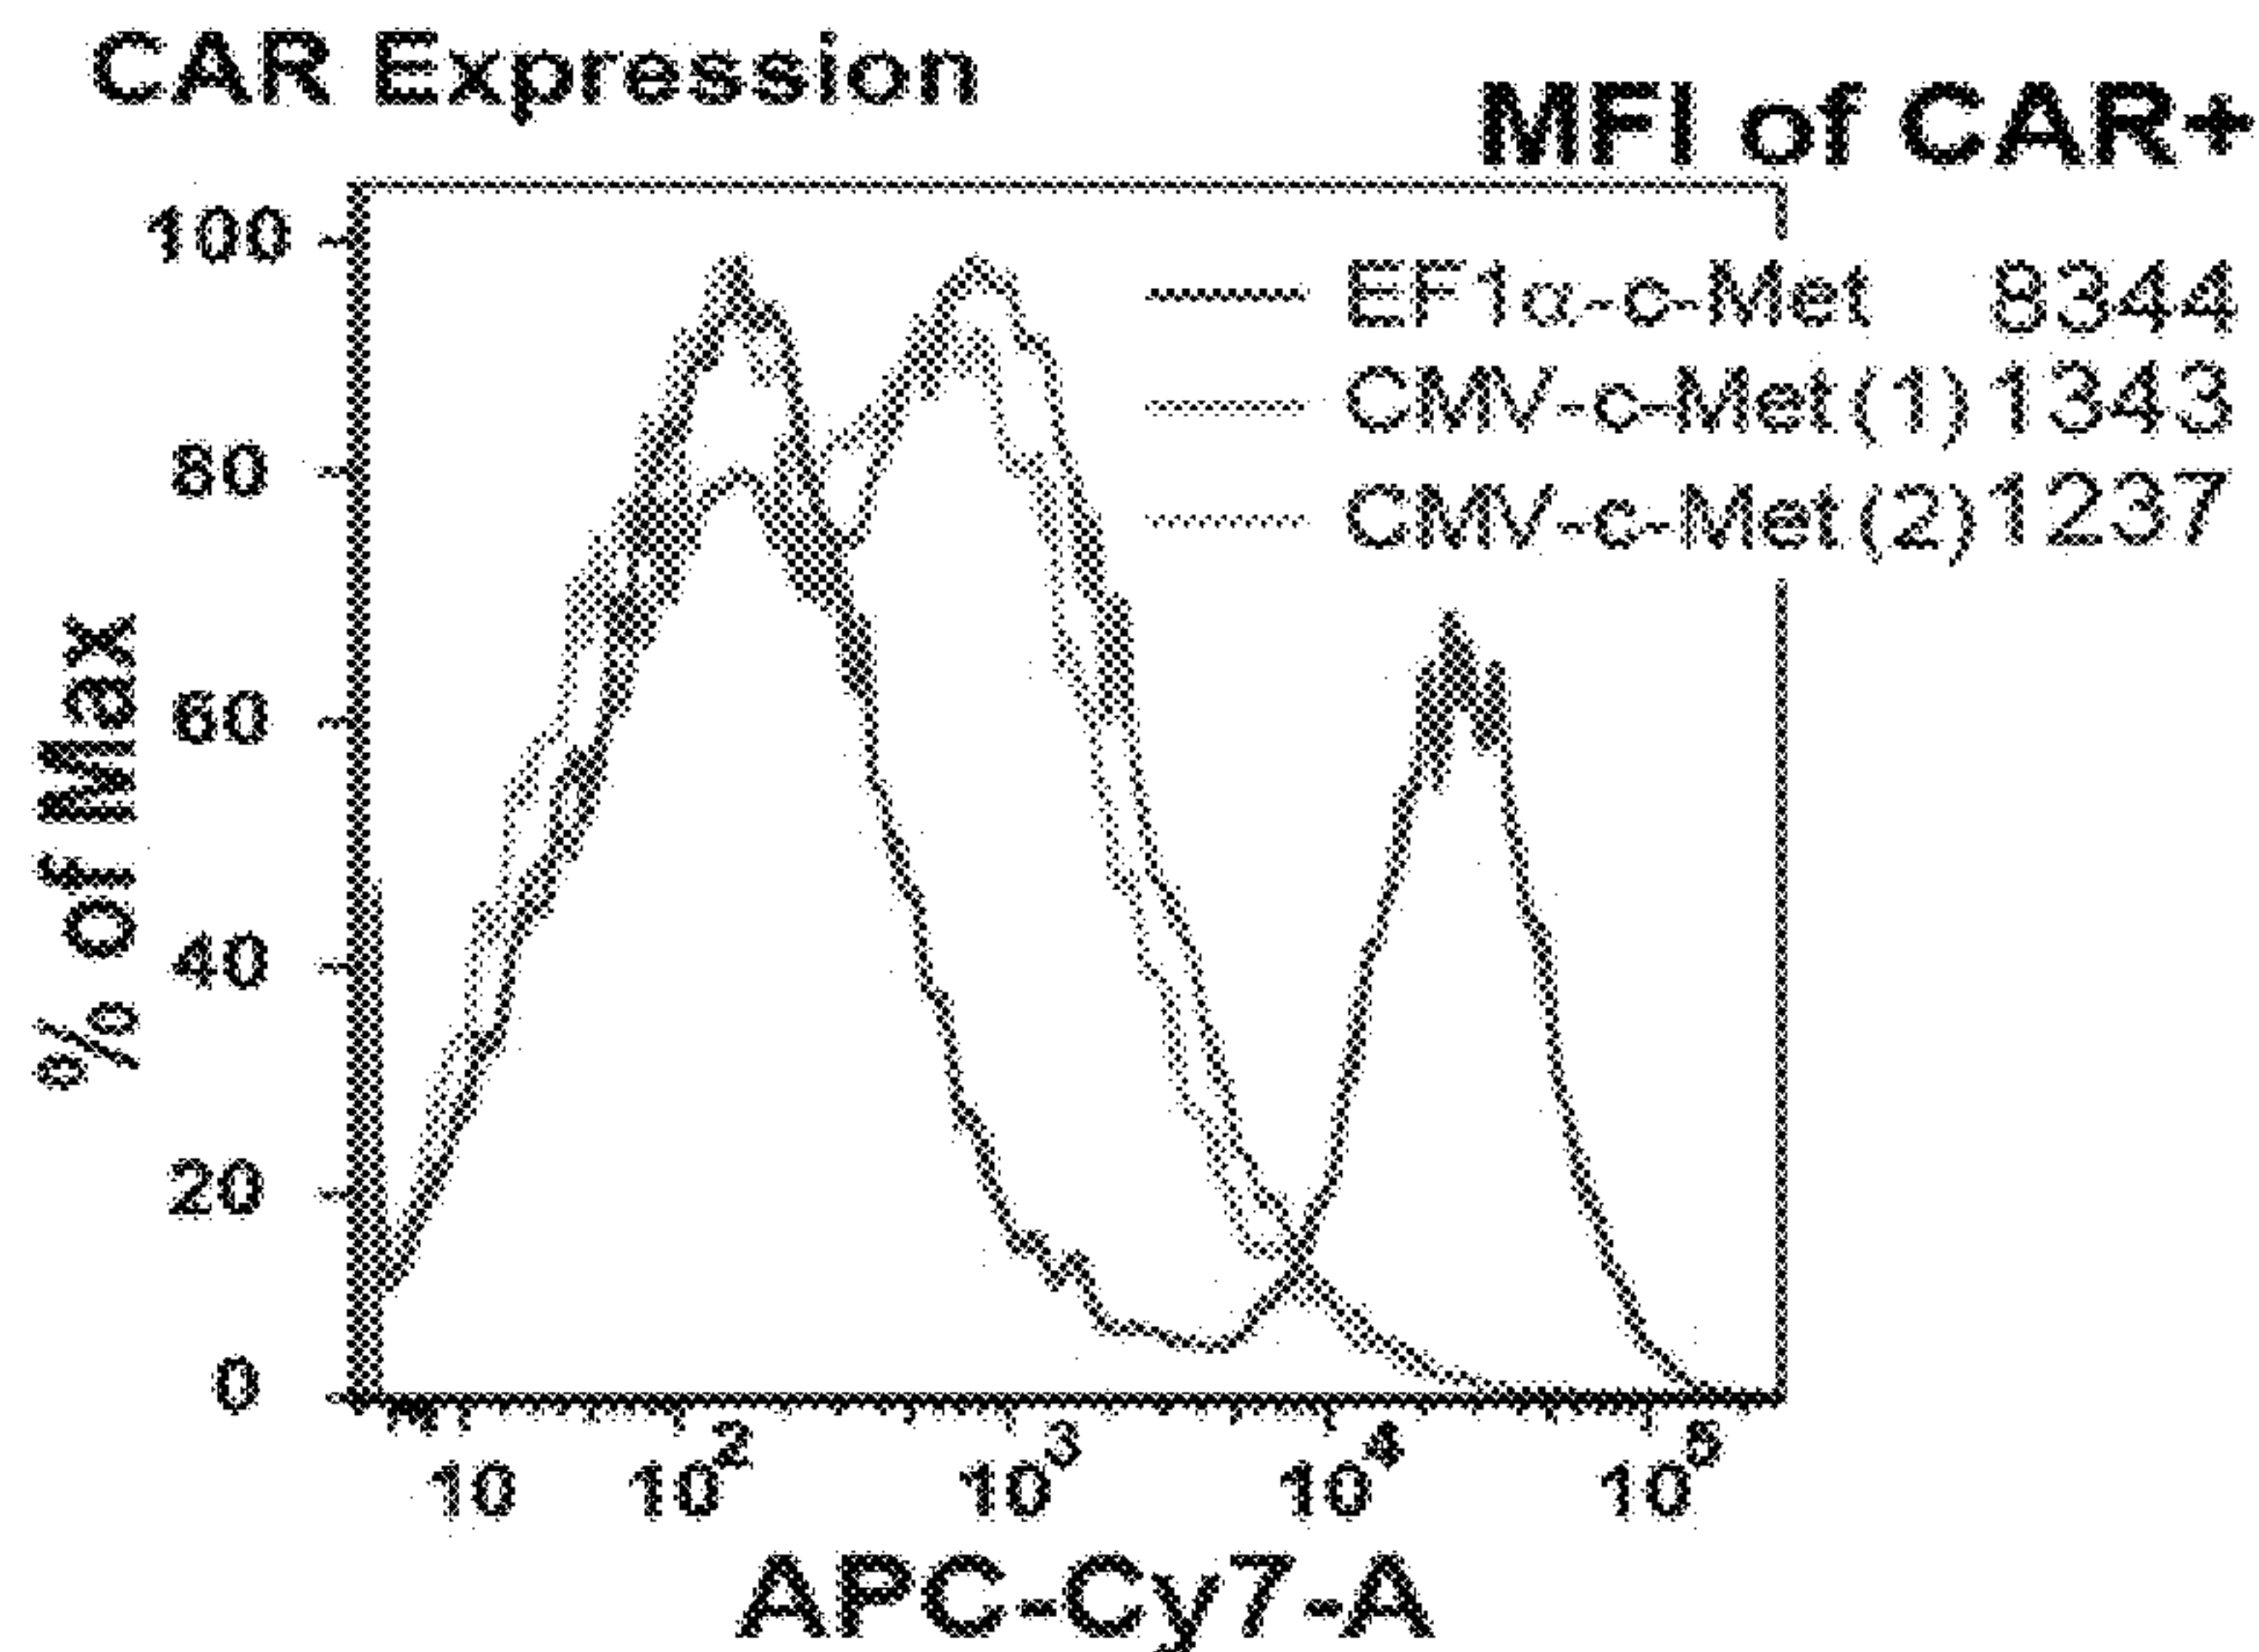 CAR Expression
MFI of CAR+
EF1α-c-Met 8344
CMV-c-Met(1) 1343
CMV-c-Met(2) 1237
100
80
60
40
20
0
% of Max
10 10² 10³ 10⁴ 10⁵
APC-Cy7-A